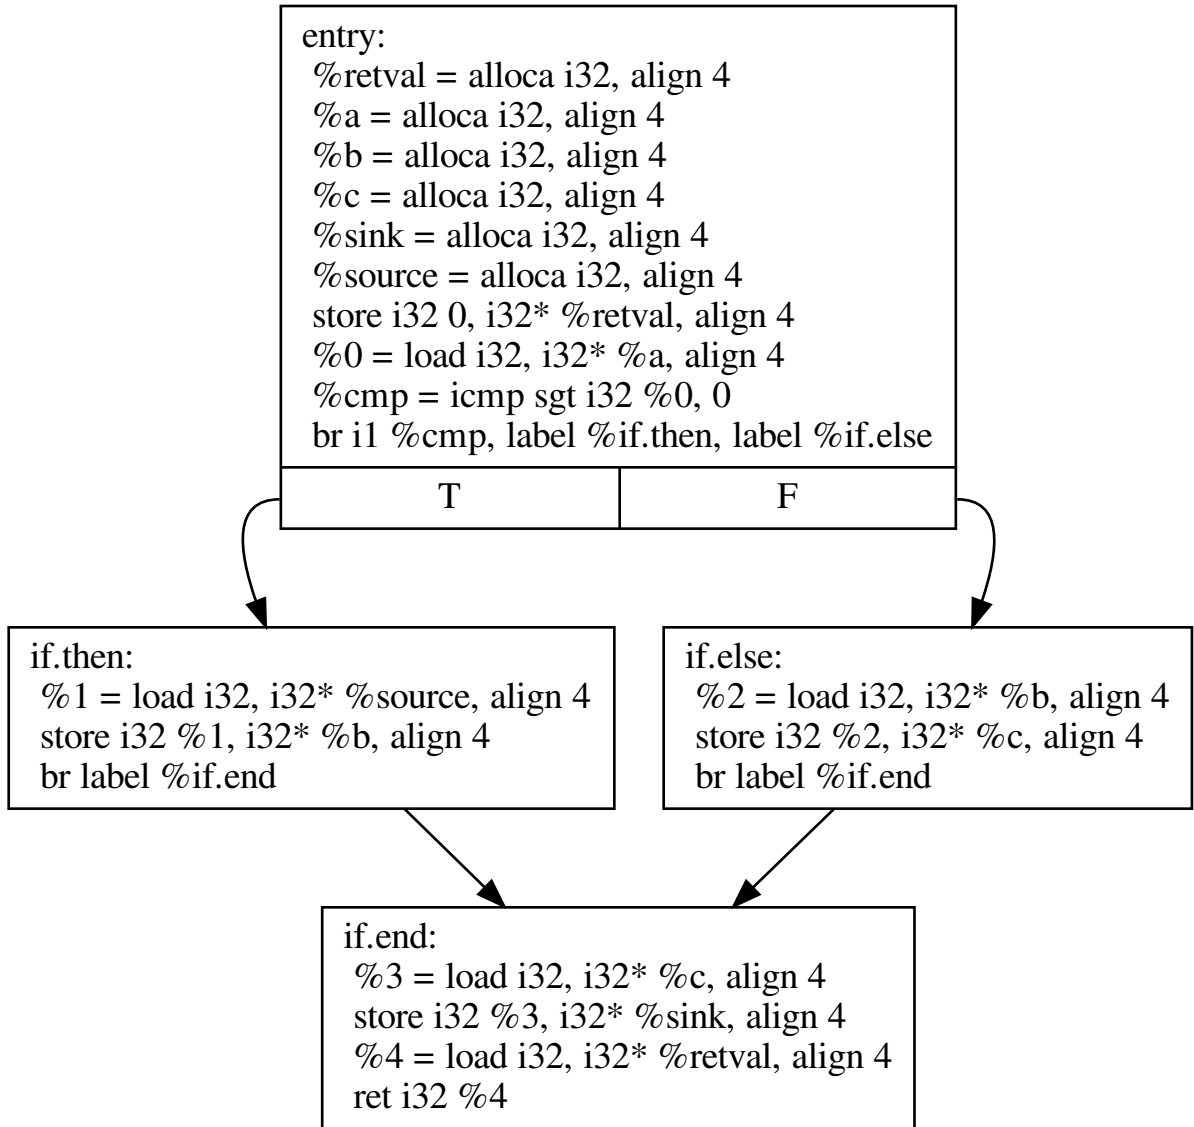 entry:
%retval = alloca i32, align 4
%a = alloca i32, align 4
%b = alloca i32, align 4
%c = alloca i32, align 4
%sink = alloca i32, align 4
%source = alloca i32, align 4
store i32 0, i32* %retval, align 4
%0 = load i32, i32* %a, align 4
%cmp = icmp sgt i32 %0, 0
br i1 %cmp, label %if.then, label %if.else
T
F
if.then:
%1 = load i32, i32* %source, align 4
store i32 %1, i32* %b, align 4
br label %if.end
if.else:
%2 = load i32, i32* %b, align 4
store i32 %2, i32* %c, align 4
br label %if.end
if.end:
%3 = load i32, i32* %c, align 4
store i32 %3, i32* %sink, align 4
%4 = load i32, i32* %retval, align 4
ret i32 %4